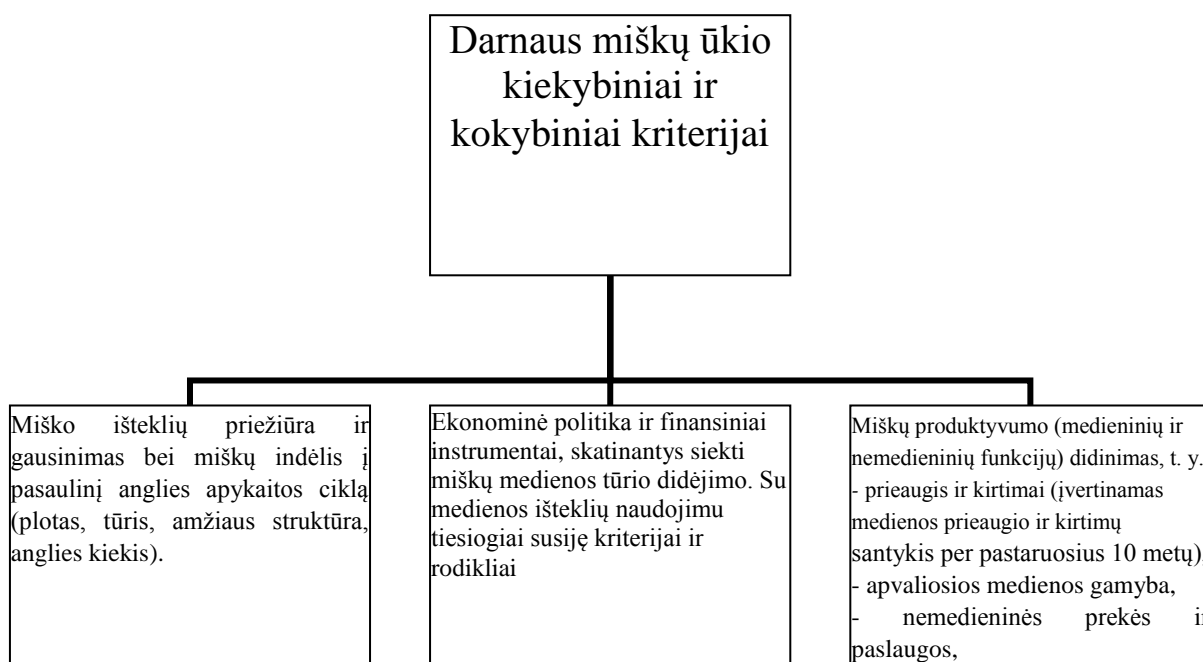 Darnaus miškų ūkio
kiekybiniai ir
kokybiniai kriterijai
Miško išteklių priežiūra ir
gausinimas bei miškų indėlis į
pasaulinį anglies apykaitos ciklą
(plotas, tūris, amžiaus struktūra,
anglies kiekis).
Ekonominė politika ir finansiniai
instrumentai, skatinantys siekti
miškų medienos tūrio didėjimo. Su
medienos išteklių naudojimu
tiesiogiai susiję kriterijai ir
rodikliai
Miškų produktyvumo (medieninių ir
nemedieninių funkcijų) didinimas, t. y.
- prieaugis ir kirtimai (įvertinamas
medienos prieaugio ir kirtimų
santykis per pastaruosius 10 metų),
- apvaliosios medienos gamyba,
- nemedieninės prekės
paslaugos,